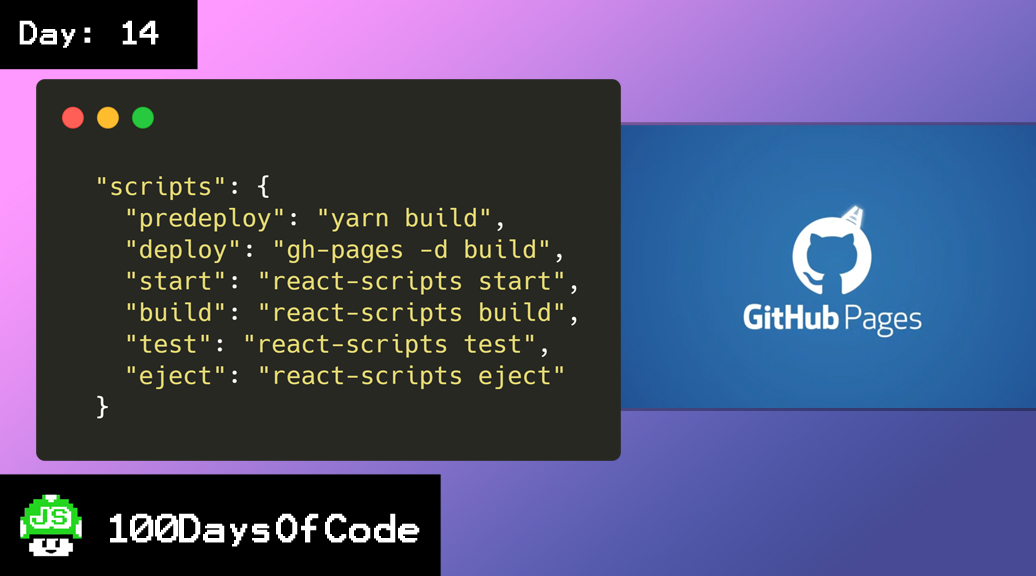 Day: 14
"scripts": {
"predeploy": "yarn build",
"deploy": "gh-pages -d build",
"start": "react-scripts start",
"build": "react-scripts build",
"test": "react-scripts test",
"eject": "react-scripts eject"
}
GitHub Pages
JS
100DaysOfCode